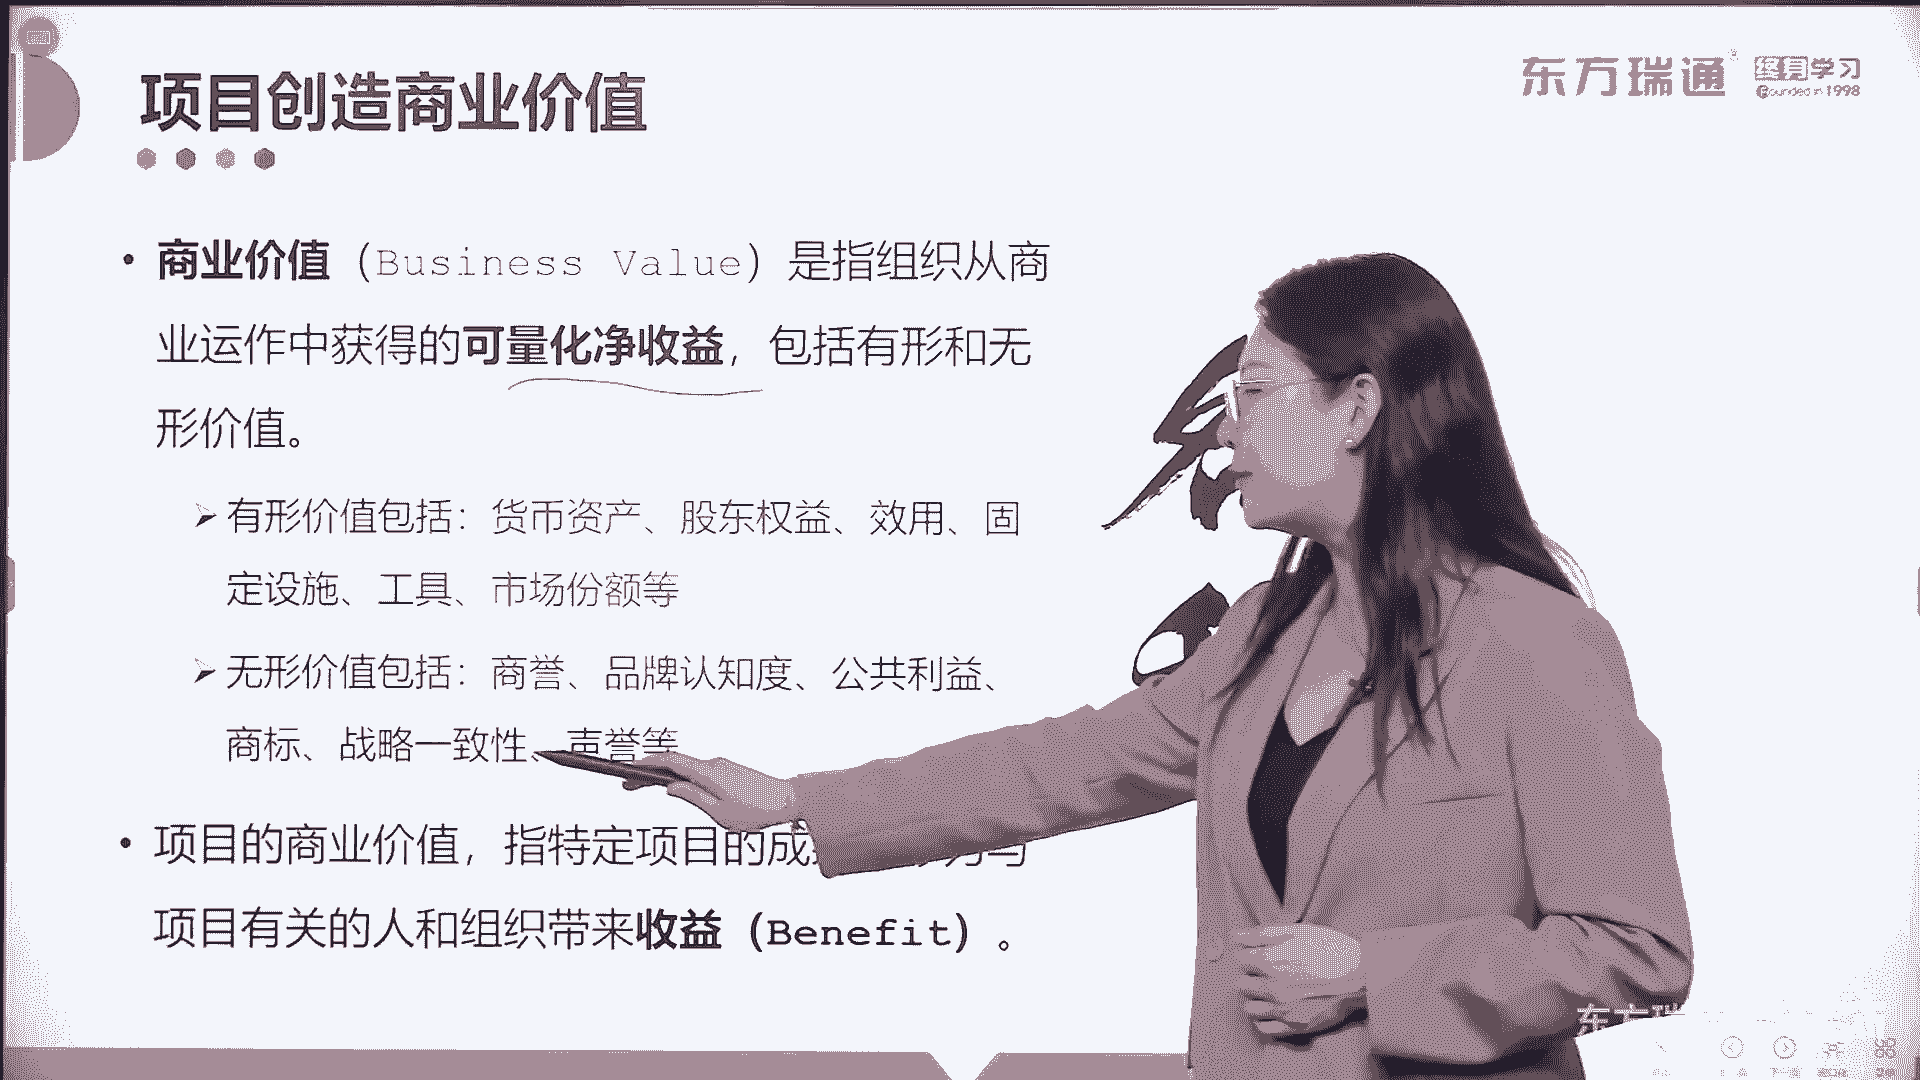 项目创造商业价值
东方瑞通 终身学习
Founded in 1998
• 商业价值（Business Value）是指组织从商
业运作中获得的可量化净收益，包括有形和无
形价值。
有形价值包括：货币资产、股东权益、效用、固
定设施、工具、市场份额等
无形价值包括：商誉、品牌认知度、公共利益、
商标、战略一致性、声誉等
• 项目的商业价值，指特定项目的成
项目有关的人和组织带来收益（Benefit）。
东方瑞